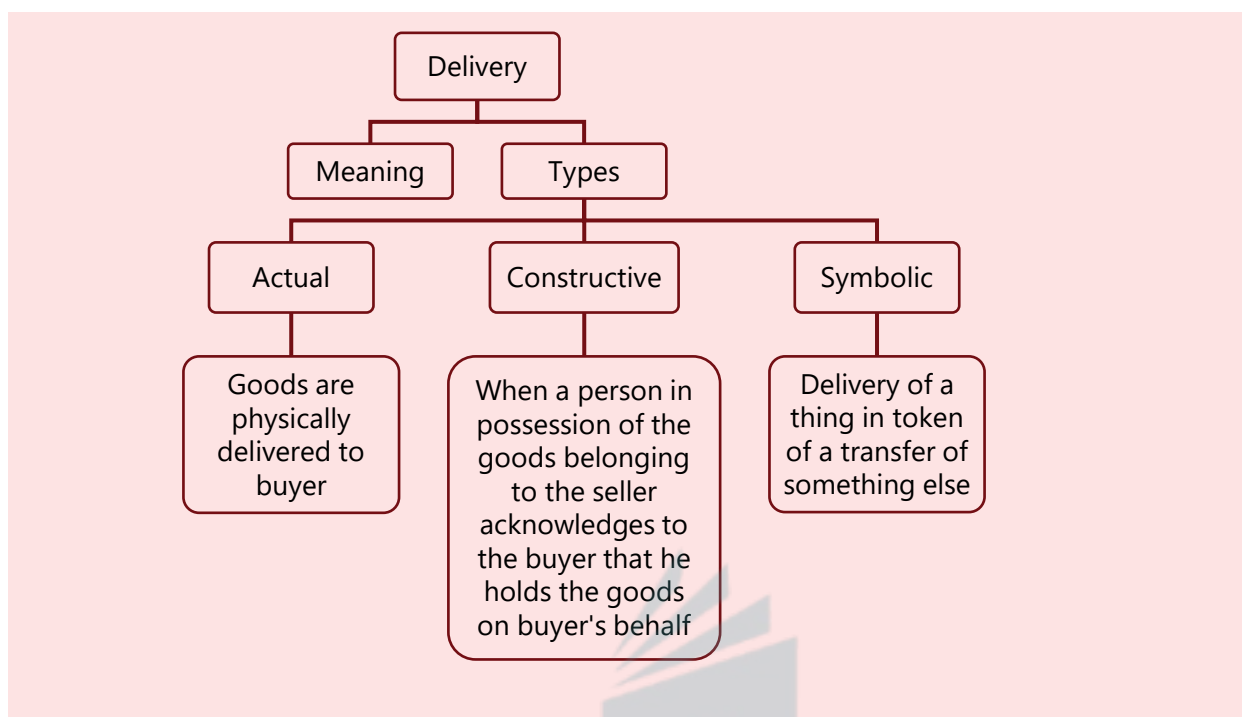 Delivery
Meaning
Types
Actual
Constructive
Symbolic
Goods are
physically
delivered to
buyer
When a person in
possession of the
goods belonging
to the seller
acknowledges to
the buyer that he
holds the goods
on buyer's behalf
Delivery of a
thing in token
of a transfer of
something else